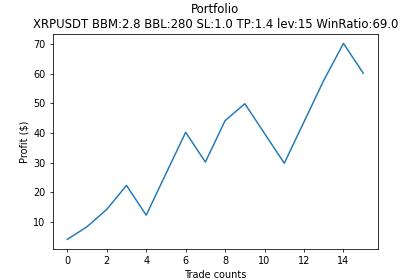 Portfolio
XRPUSDT BBM:2.8 BBL:280 SL:1.0 TP:1.4 lev:15 WinRatio:69.0
70
60
50
40
30
20
10
Profit ($)
0 2 4 6 8 10 12 14
Trade counts